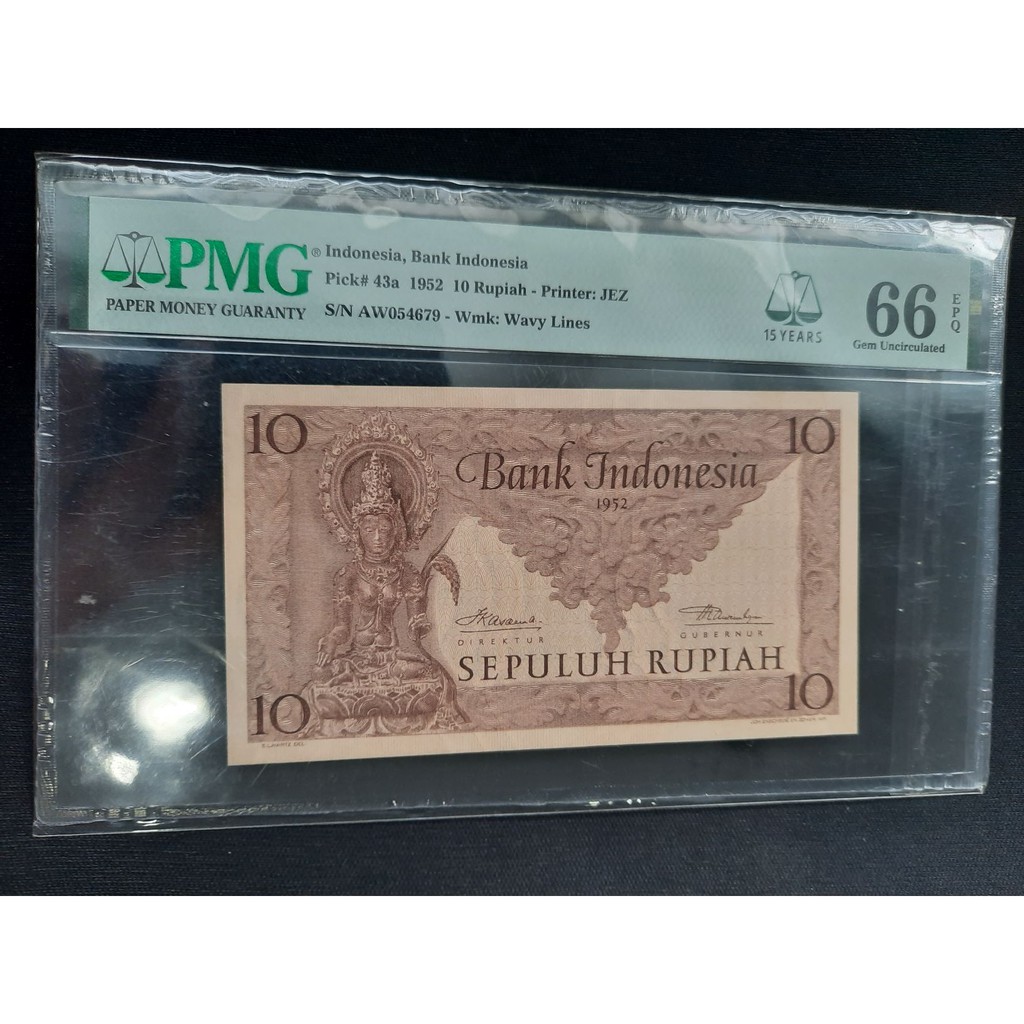 PMG®
PAPER MONEY GUARANTY
Indonesia, Bank Indonesia
Pick# 43a 1952 10 Rupiah - Printer: JEZ
S/N AW054679 - Wmk: Wavy Lines
15 YEARS
66 EPQ
Gem Uncirculated
10 10
Bank Indonesia
1952
DIREKTUR GUBERNUR
SEPULUH RUPIAH
10 10